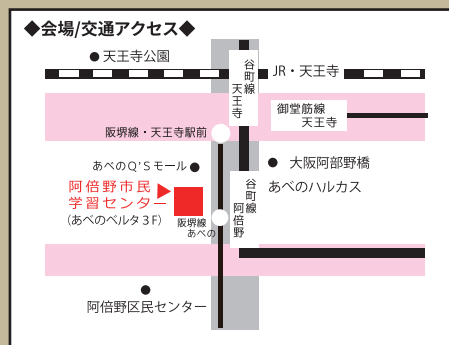 ◆会場/交通アクセス◆
●天王寺公園
谷町線
天王寺
JR・天王寺
御堂筋線
天王寺
阪堺線・天王寺駅前
あべのQ'Sモール●
● 大阪阿部野橋
あべのハルカス
阿倍野市民
学習センター
(あべのベルタ3F)
谷町線
阿倍野
阪堺線
あべの
●
阿倍野区民センター